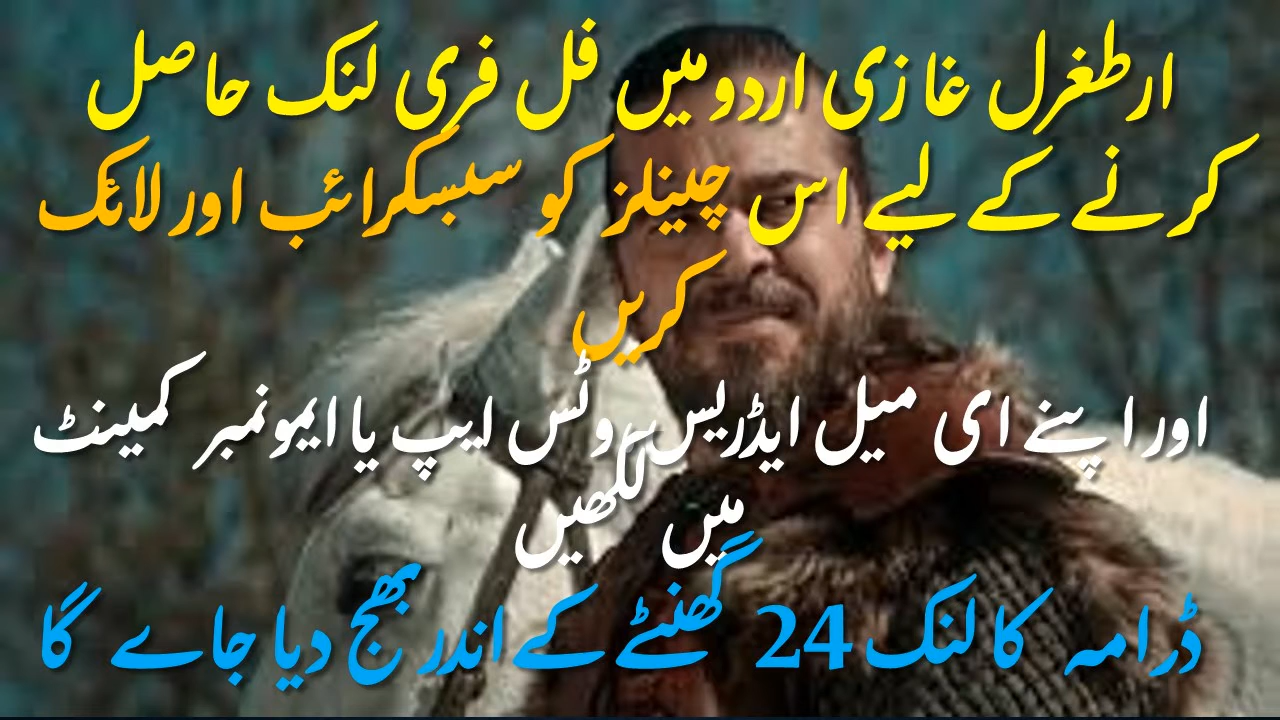 ارطغرل غازی اردو میں فل فری لنک حاصل
کرنے کے لیے اس چینلز کو سبسکرائب اور لائک
کریں
اور اپنے ای میل ایڈریس، وٹس ایپ یا ایمو نمبر کمینٹ
میں لکھیں
ڈرامہ کا لنک 24 گھنٹے کے اندر بھج دیا جاے گا